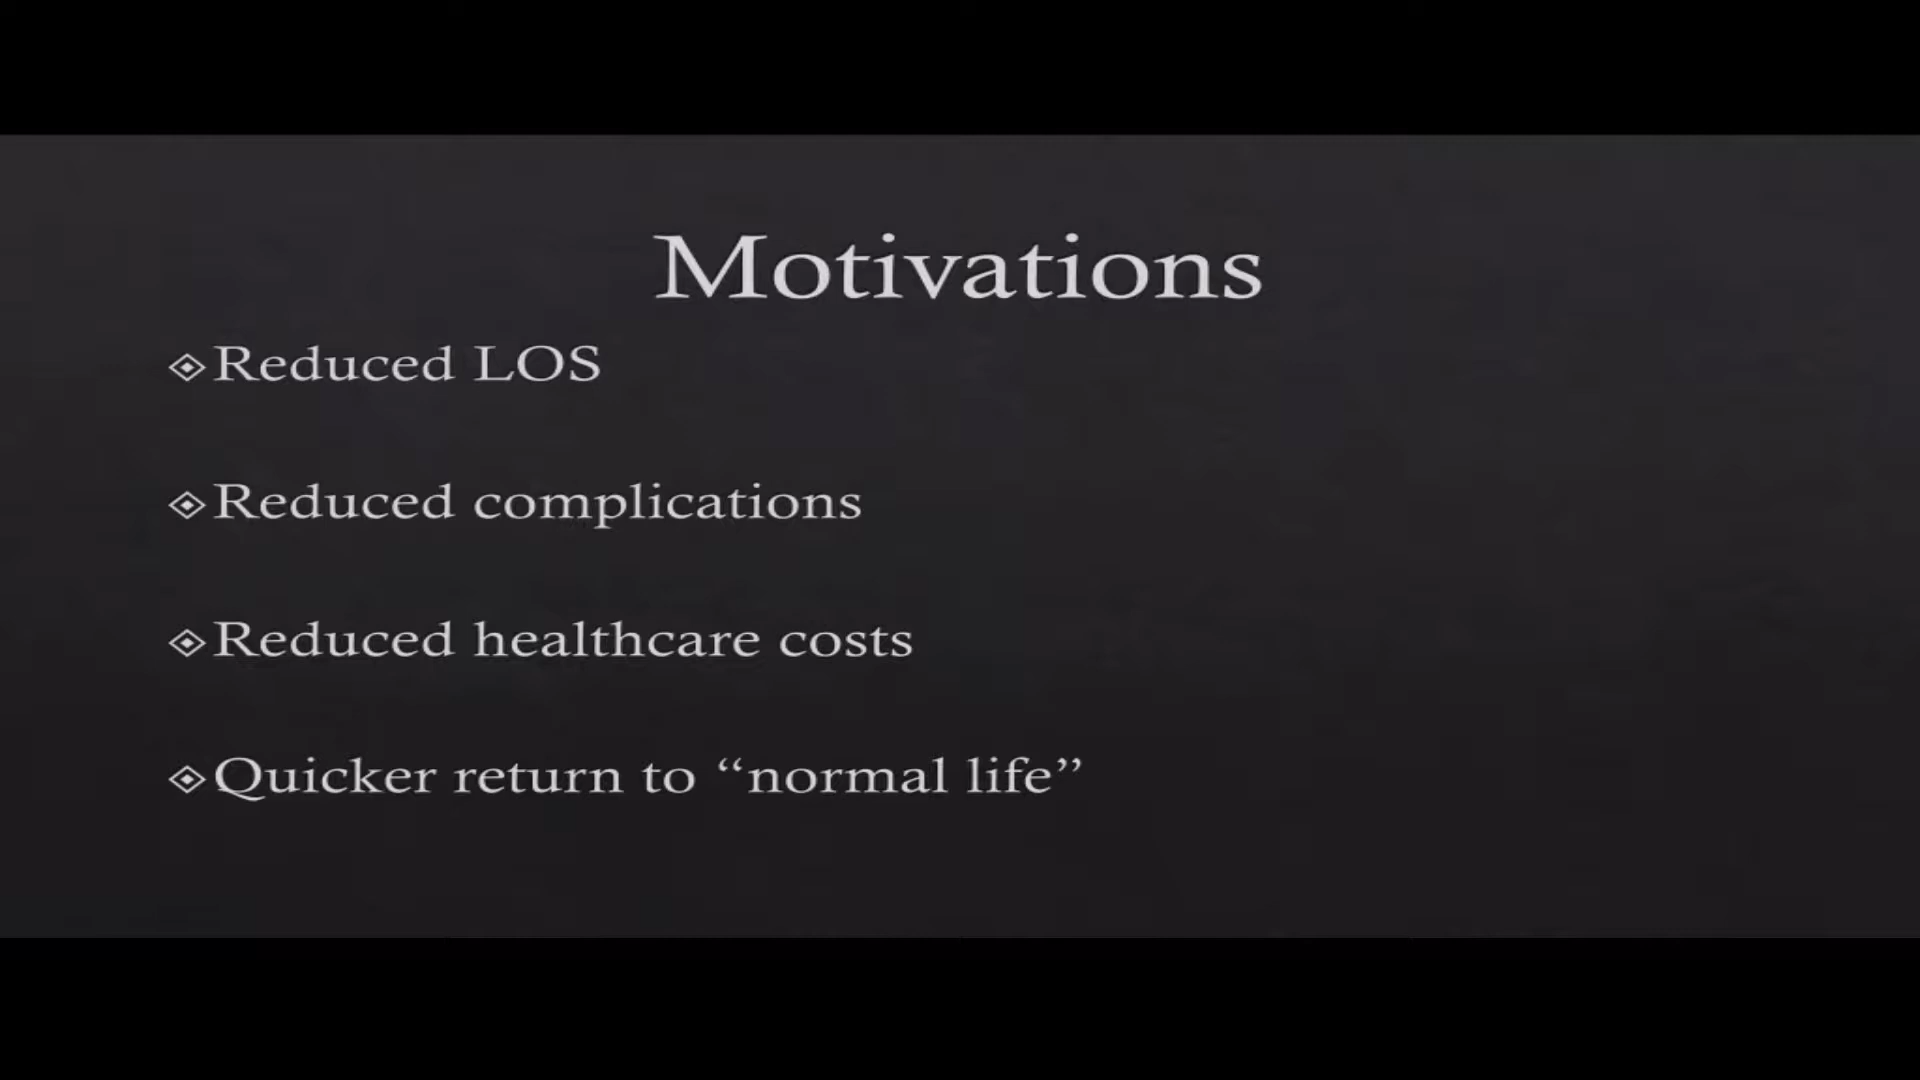 Motivations
Reduced LOS
Reduced complications
Reduced healthcare costs
Quicker return to “normal life”